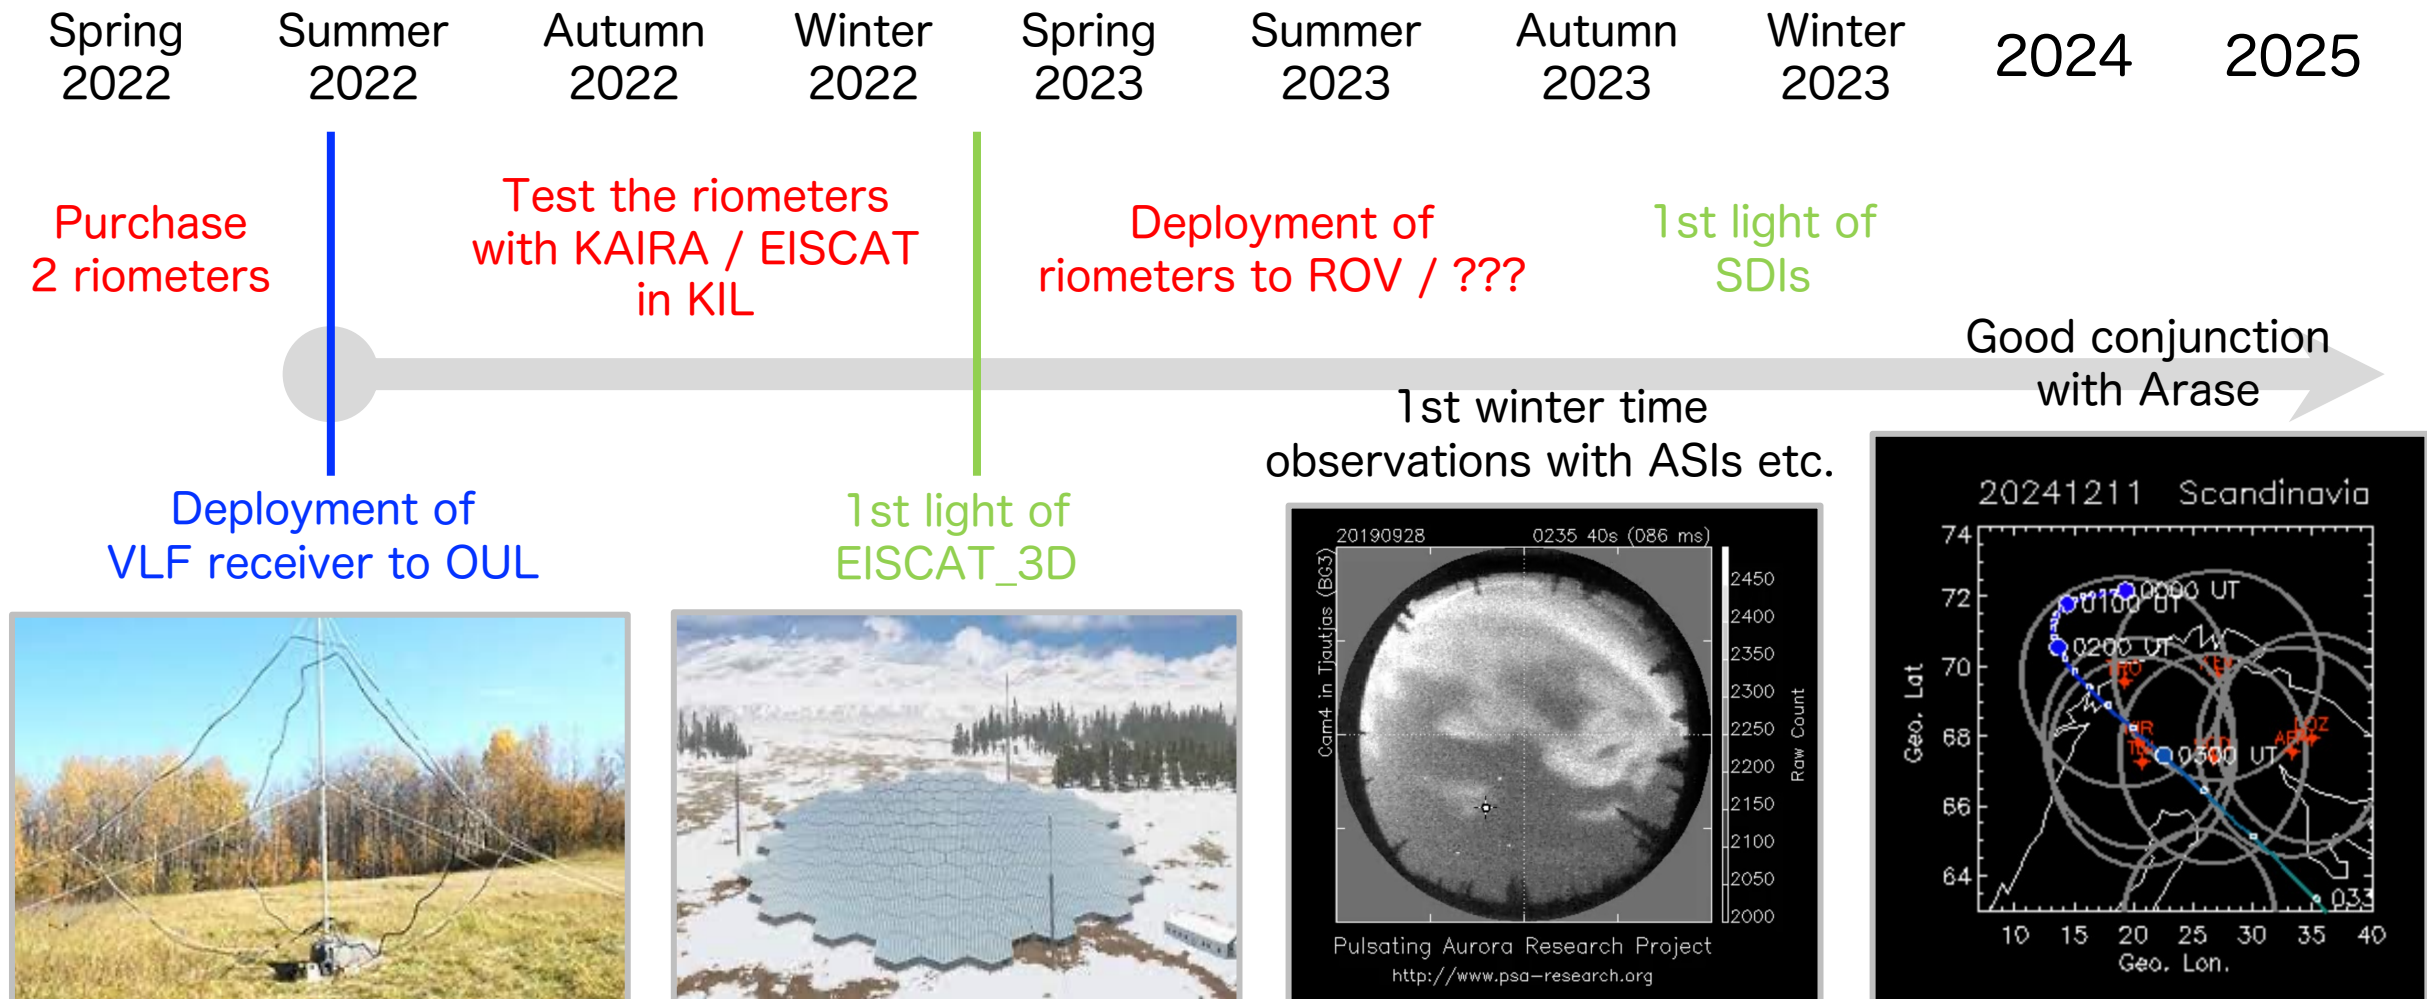 Spring
2022
Summer
2022
Autumn
2022
Winter
2022
Spring
2023
Summer
2023
Autumn
2023
Winter
2023
2024
2025
Purchase
2 riometers
Test the riometers
with KAIRA / EISCAT
in KIL
Deployment of
riometers to ROV / ???
1st light of
SDIs
Good conjunction
with Arase
1st winter time
observations with ASIs etc.
Deployment of
VLF receiver to OUL
1st light of
EISCAT_3D
20190928 0235 40s (086 ms)
Cam4 in Tjautjas (BG3)
2450
2400
2350
2300
2250
2200
2150
2100
2050
2000
Raw Count
Pulsating Aurora Research Project
http://www.psa-research.org
20241211 Scandinavia
74
72
70
68
66
64
Geo. Lat
0000 UT
0100 UT
0200 UT
0300 UT
033
10 15 20 25 30 35 40
Geo. Lon.